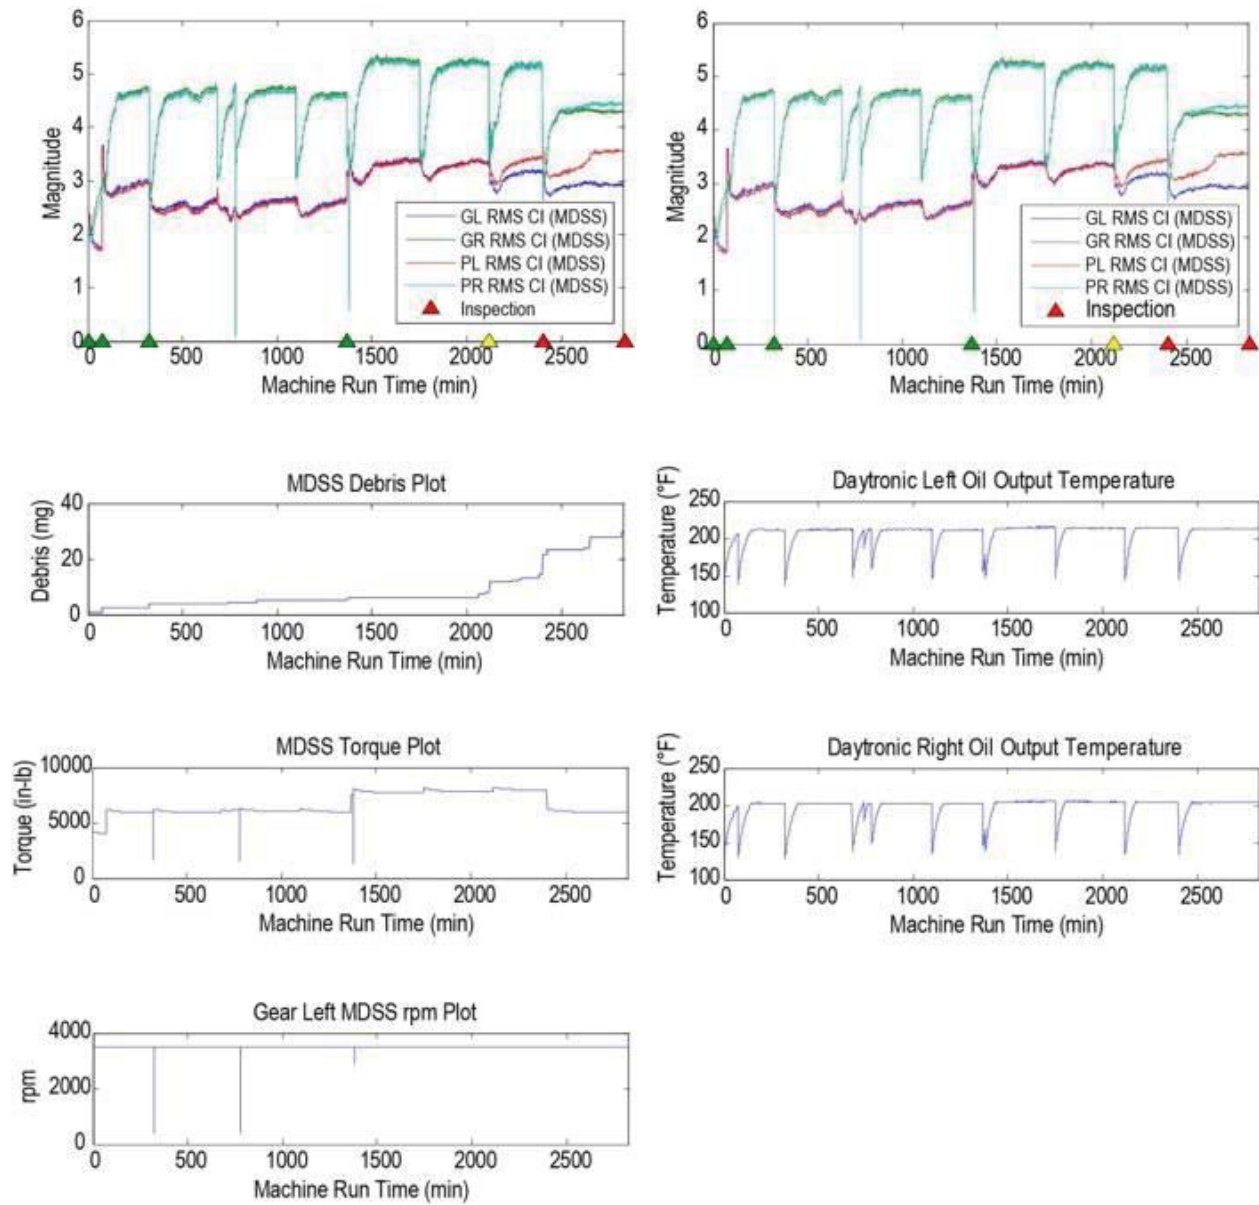 6
5
4
3
2
1
0
Magnitude
GL RMS CI (MDSS)
GR RMS CI (MDSS)
PL RMS CI (MDSS)
PR RMS CI (MDSS)
Inspection
0 500 1000 1500 2000 2500
Machine Run Time (min)
6
5
4
3
2
1
0
Magnitude
GL RMS CI (MDSS)
GR RMS CI (MDSS)
PL RMS CI (MDSS)
PR RMS CI (MDSS)
Inspection
0 500 1000 1500 2000 2500
Machine Run Time (min)
MDSS Debris Plot
40
20
0
Debris (mg)
0 500 1000 1500 2000 2500
Machine Run Time (min)
Daytronic Left Oil Output Temperature
250
200
150
100
Temperature (°F)
0 500 1000 1500 2000 2500
Machine Run Time (min)
MDSS Torque Plot
10000
5000
0
Torque (in-lb)
0 500 1000 1500 2000 2500
Machine Run Time (min)
Daytronic Right Oil Output Temperature
250
200
150
100
Temperature (°F)
0 500 1000 1500 2000 2500
Machine Run Time (min)
Gear Left MDSS rpm Plot
4000
2000
0
rpm
0 500 1000 1500 2000 2500
Machine Run Time (min)